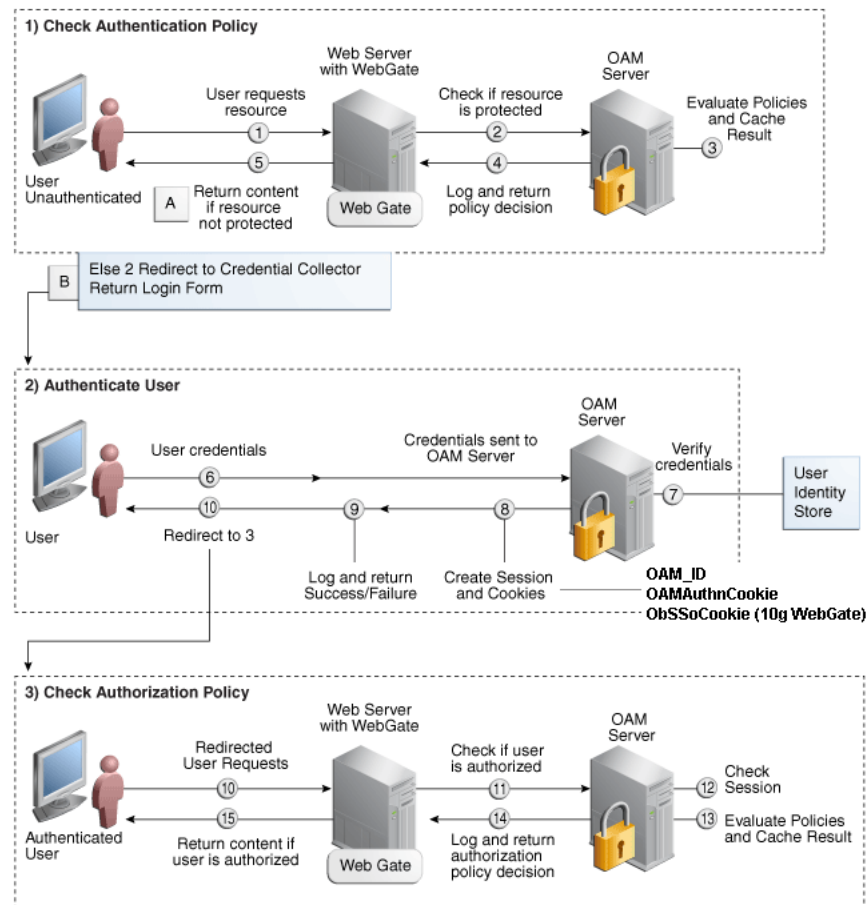 1) Check Authentication Policy
Web Server
with WebGate
OAM
Server
User requests
resource
Check if resource
is protected
Evaluate Policies
and Cache
Result
1
2
3
5
4
User
Unauthenticated
A
Return content
if resource
not protected
Web Gate
Log and return
policy decision
B
Else 2 Redirect to Credential Collector
Return Login Form
2) Authenticate User
OAM
Server
User credentials
Credentials sent to
OAM Server
Verify
credentials
User
Identity
Store
6
7
10
9
8
User
Redirect to 3
Log and return
Success/Failure
Create Session
and Cookies
OAM_ID
OAMAuthnCookie
ObSSoCookie (10g WebGate)
3) Check Authorization Policy
Web Server
with WebGate
OAM
Server
Redirected
User Requests
Check if user
is authorized
10
11
12
Check
Session
15
14
13
Evaluate Policies
and Cache Result
Authenticated
User
Return content if
user is authorized
Web Gate
Log and return
authorization
policy decision